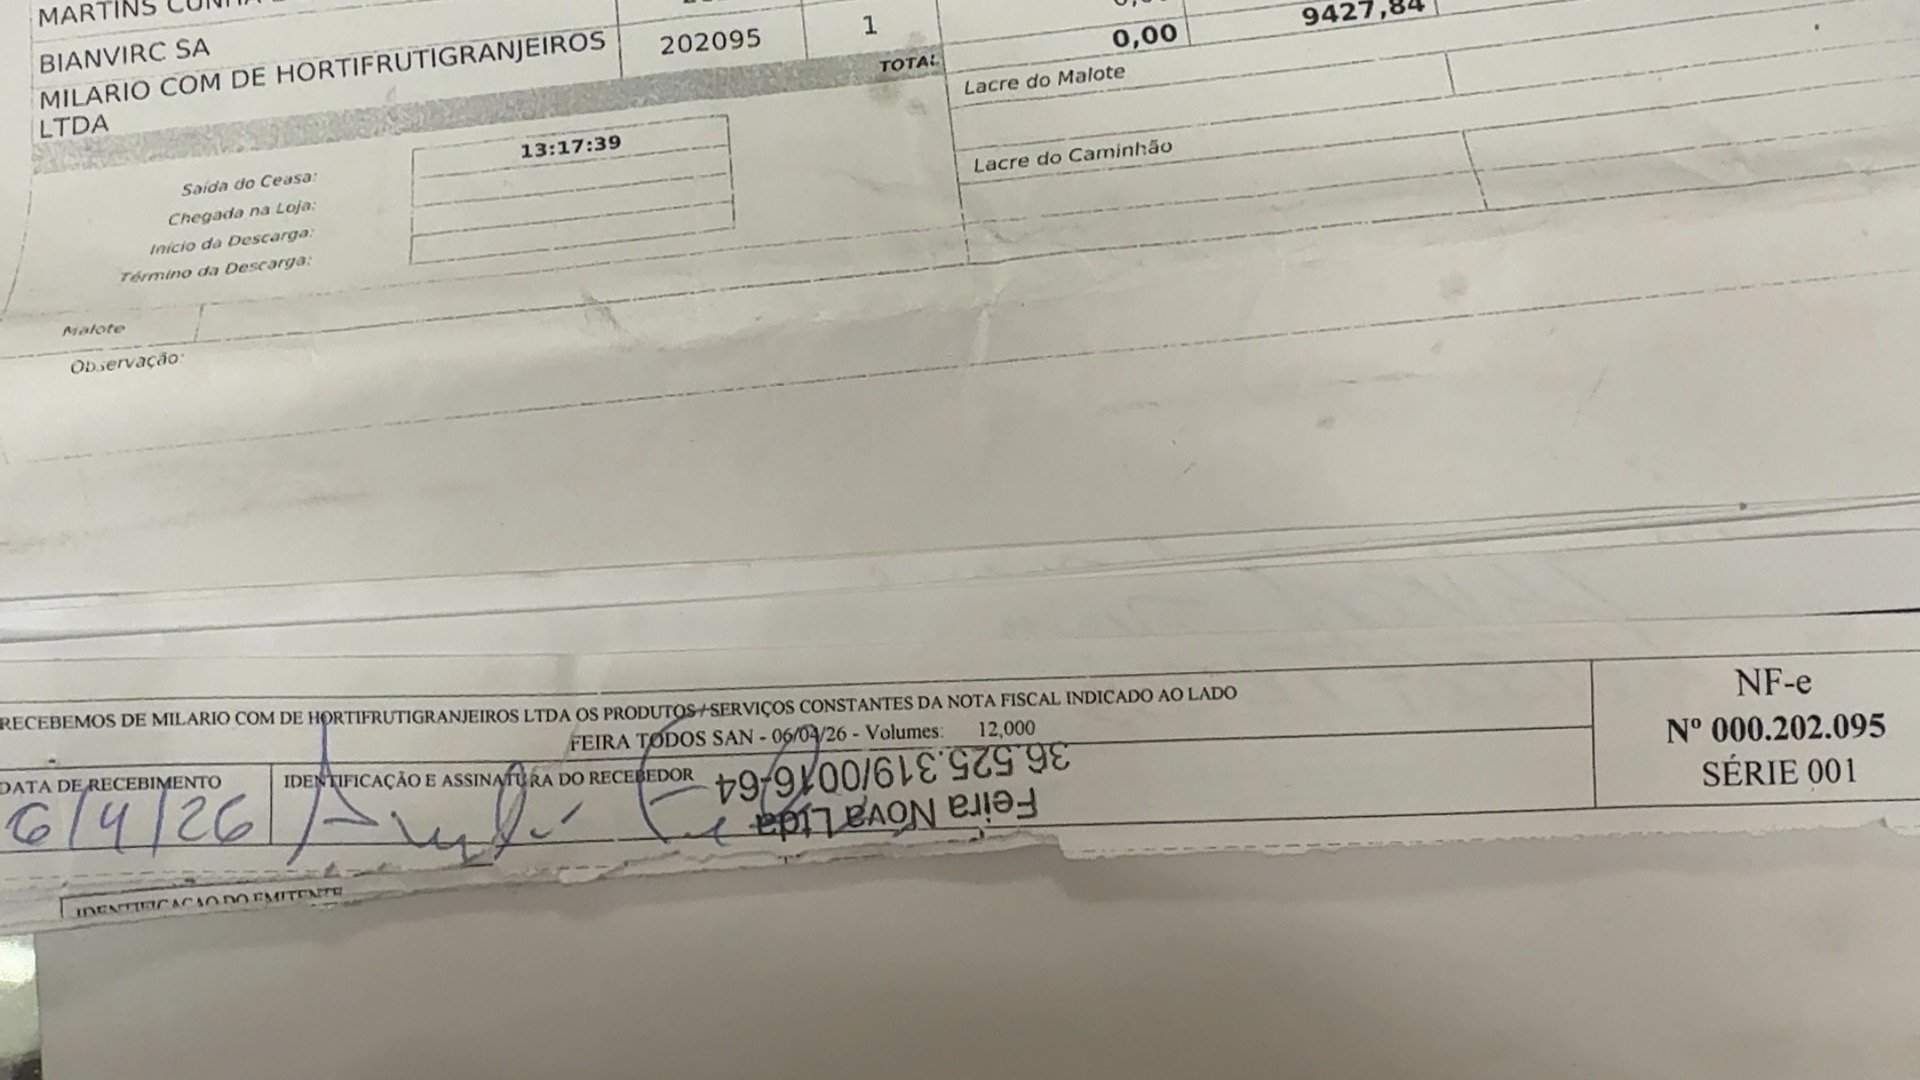 MARTINS CUNHA
BIANVIRC SA
MILARIO COM DE HORTIFRUTIGRANJEIROS LTDA 202095 1 0,00 9427,84
TOTAL
Saída do Ceasa: 13:17:39
Chegada na Loja:
Início da Descarga:
Término da Descarga:
Lacre do Malote
Lacre do Caminhão
Malote
Observação:
RECEBEMOS DE MILARIO COM DE HORTIFRUTIGRANJEIROS LTDA OS PRODUTOS / SERVIÇOS CONSTANTES DA NOTA FISCAL INDICADO AO LADO
FEIRA TODOS SAN - 06/04/26 - Volumes: 12,000
DATA DE RECEBIMENTO
6/4/26
IDENTIFICAÇÃO E ASSINATURA DO RECEBEDOR
Feira Nova Ltda
36.525.319/0016-64
NF-e
Nº 000.202.095
SÉRIE 001
IDENTIFICAÇAO DO EMITENTE